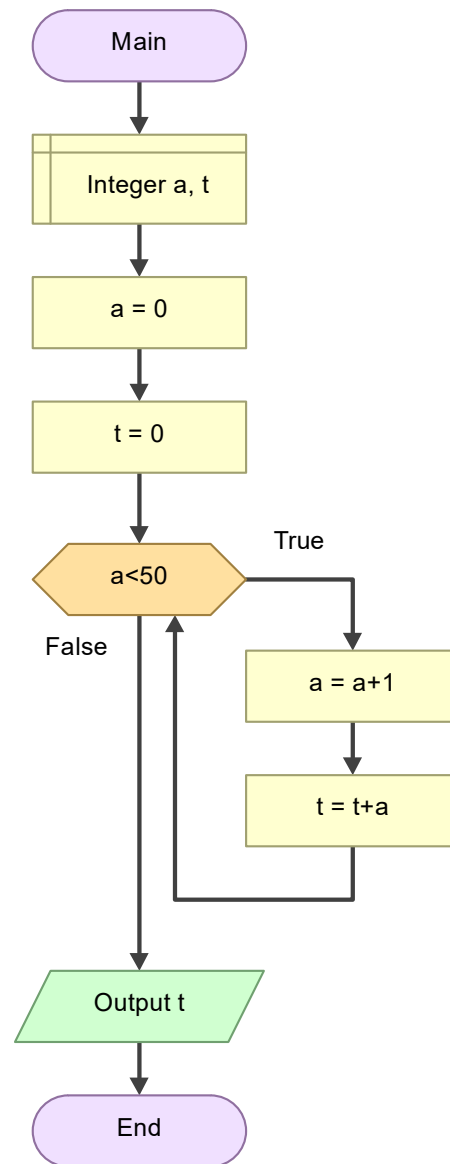 Main
Integer a, t
a = 0
t = 0
a<50
True
False
a = a+1
t = t+a
Output t
End